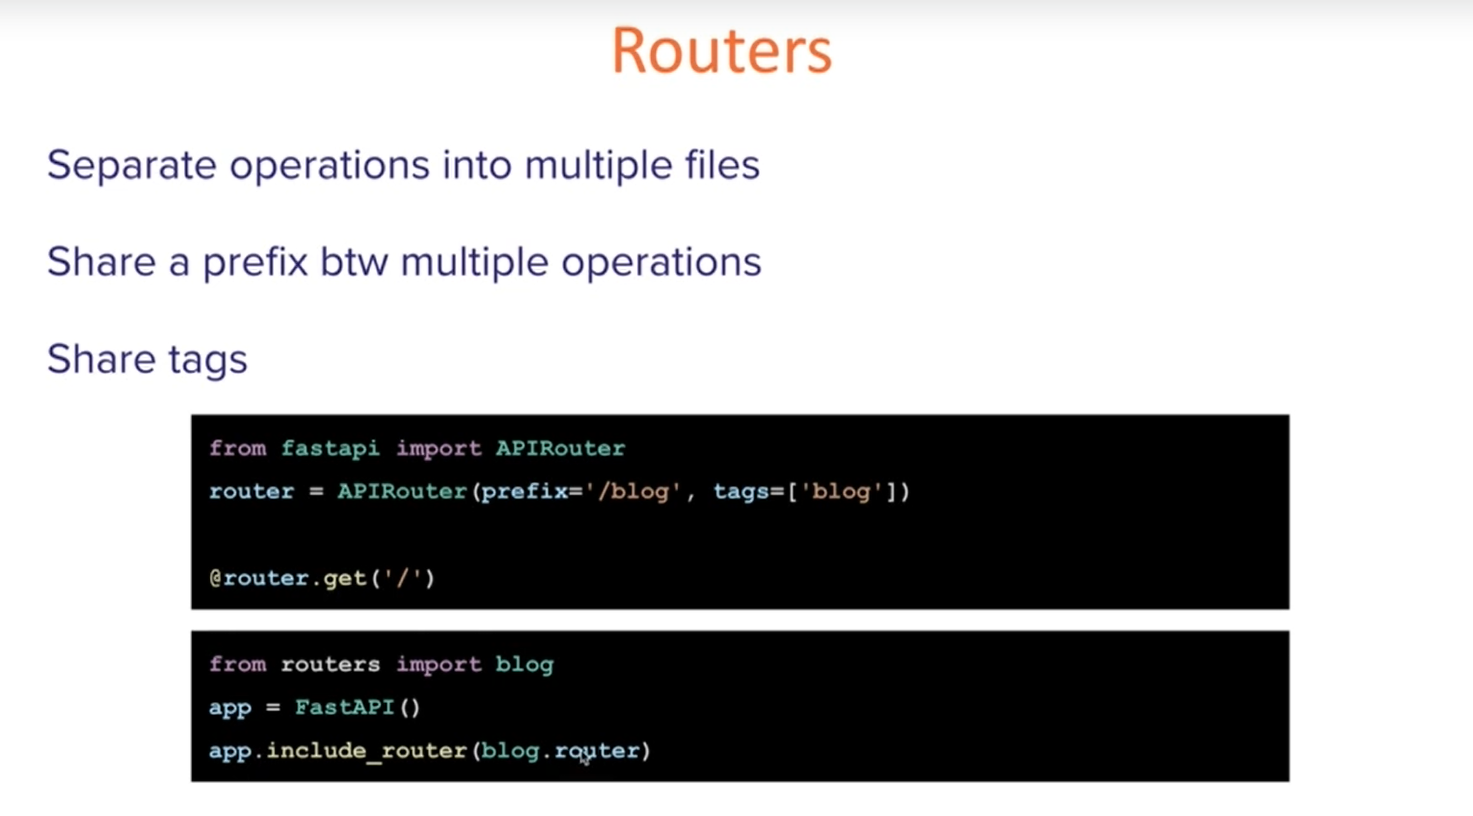 Routers
Separate operations into multiple files
Share a prefix btw multiple operations
Share tags
from fastapi import APIRouter
router = APIRouter(prefix='/blog', tags=['blog'])
@router.get('/')
from routers import blog
app = FastAPI()
app.include_router(blog.router)